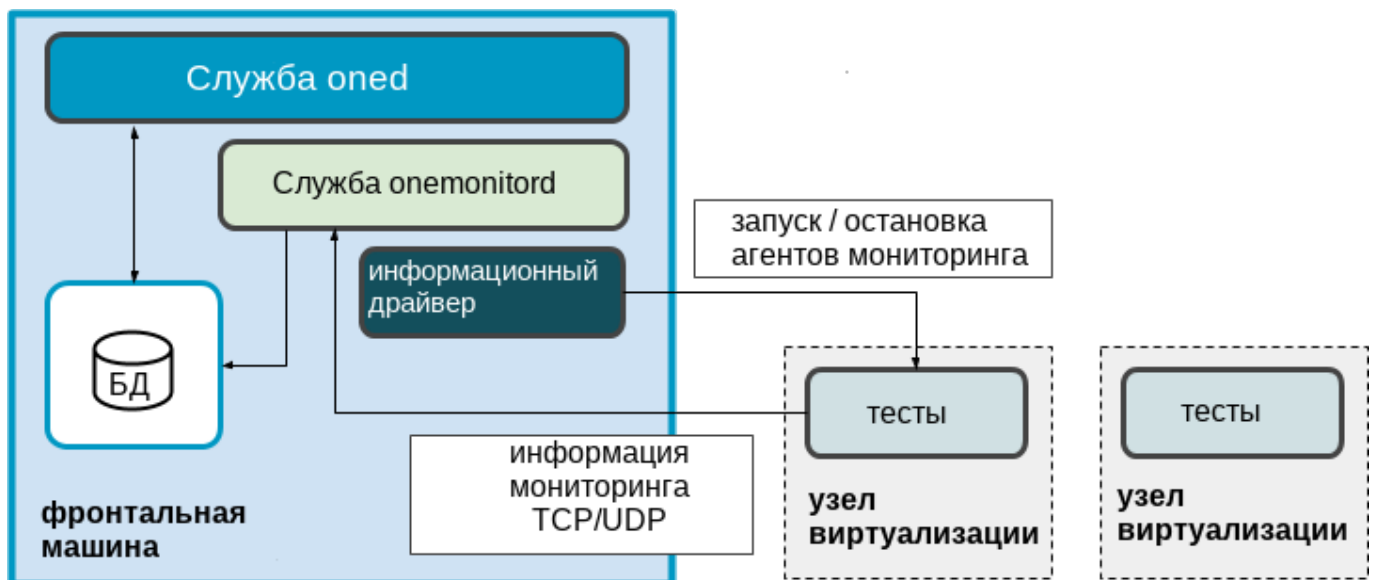 Служба oned
Служба onemonitord
запуск / остановка
агентов мониторинга
информационный
драйвер
БД
тесты
тесты
информация
мониторинга
TCP/UDP
фронтальная
машина
узел
виртуализации
узел
виртуализации